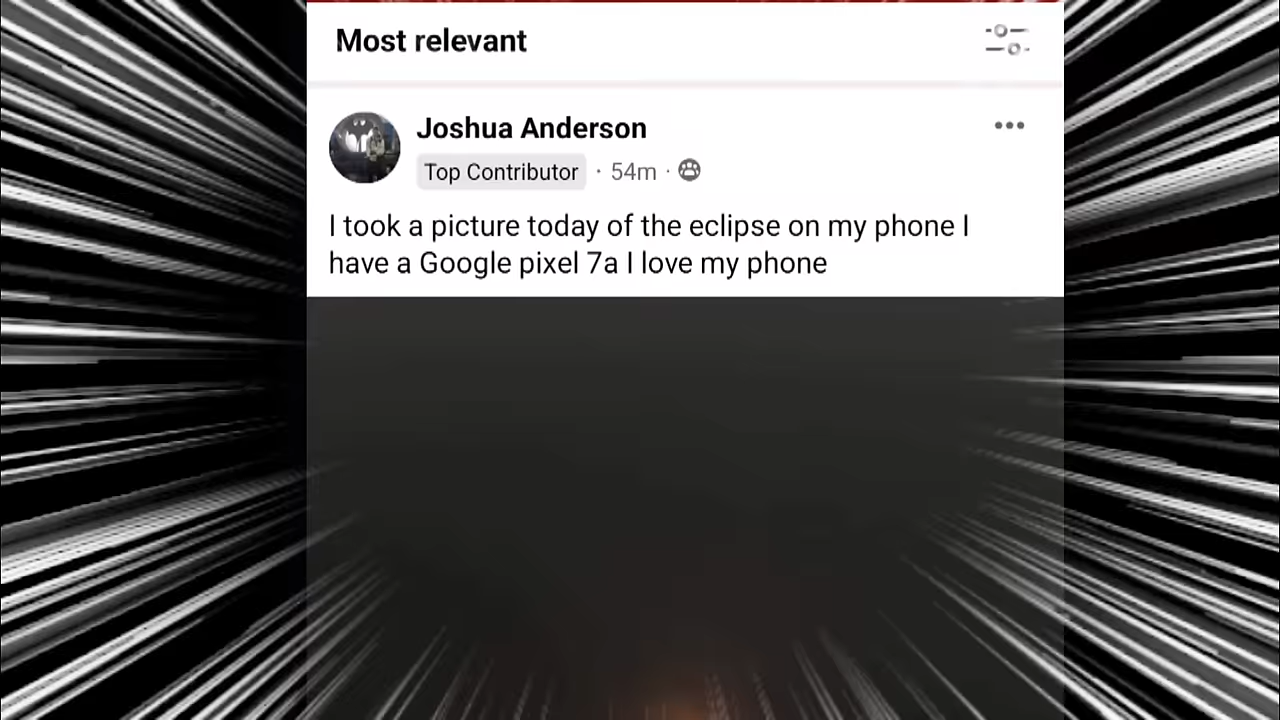 Most relevant
Joshua Anderson
Top Contributor · 54m ·
I took a picture today of the eclipse on my phone I
have a Google pixel 7a I love my phone